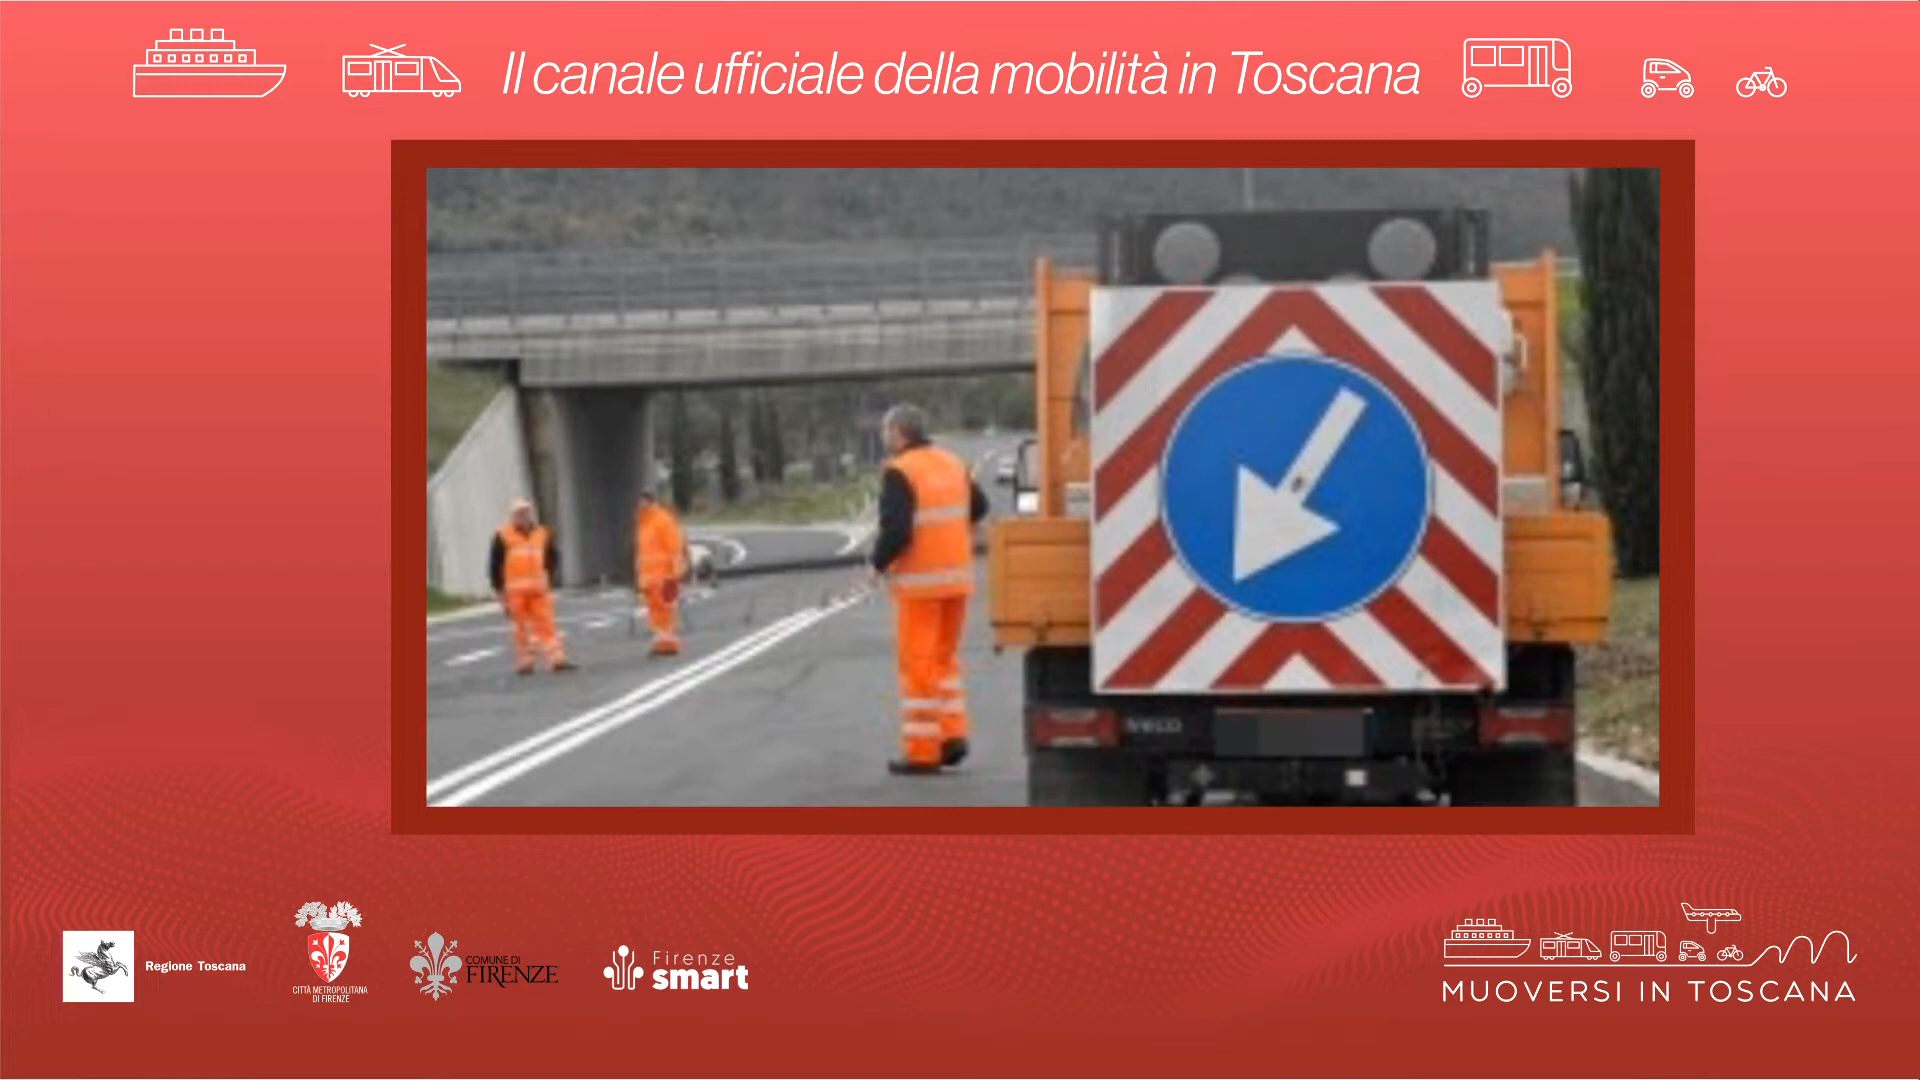 Il canale ufficiale della mobilità in Toscana
IVECO
Regione Toscana
CITTÀ METROPOLITANA
DI FIRENZE
COMUNE DI
FIRENZE
Firenze
smart
MUOVERSI IN TOSCANA